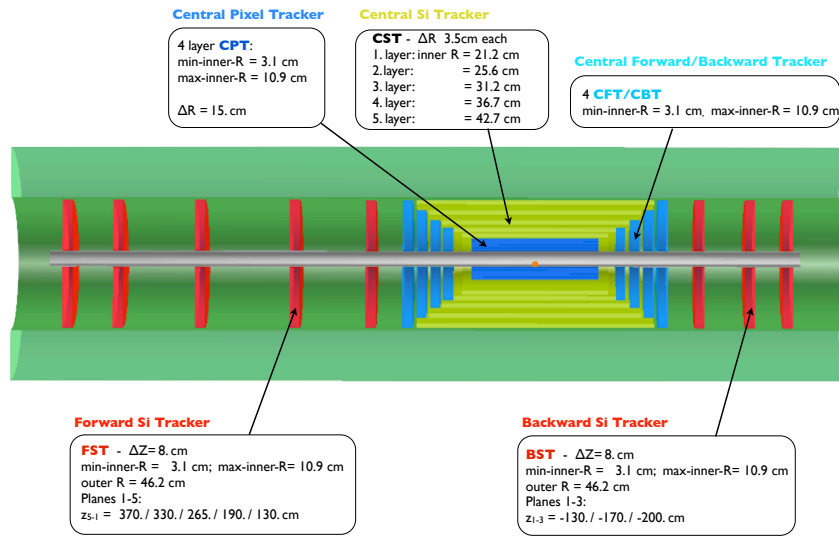 Central Pixel Tracker
4 layer CPT:
min-inner-R = 3.1 cm
max-inner-R = 10.9 cm
ΔR = 15. cm
Central Si Tracker
CST - ΔR 3.5cm each
1. layer: inner R = 21.2 cm
2. layer: = 25.6 cm
3. layer: = 31.2 cm
4. layer: = 36.7 cm
5. layer: = 42.7 cm
Central Forward/Backward Tracker
4 CFT/CBT
min-inner-R = 3.1 cm, max-inner-R = 10.9 cm
Forward Si Tracker
FST - ΔZ= 8. cm
min-inner-R = 3.1 cm; max-inner-R= 10.9 cm
outer R = 46.2 cm
Planes 1-5:
z5-1 = 370. / 330. / 265. / 190. / 130. cm
Backward Si Tracker
BST - ΔZ= 8. cm
min-inner-R = 3.1 cm; max-inner-R= 10.9 cm
outer R = 46.2 cm
Planes 1-3:
z1-3 = -130. / -170. / -200. cm